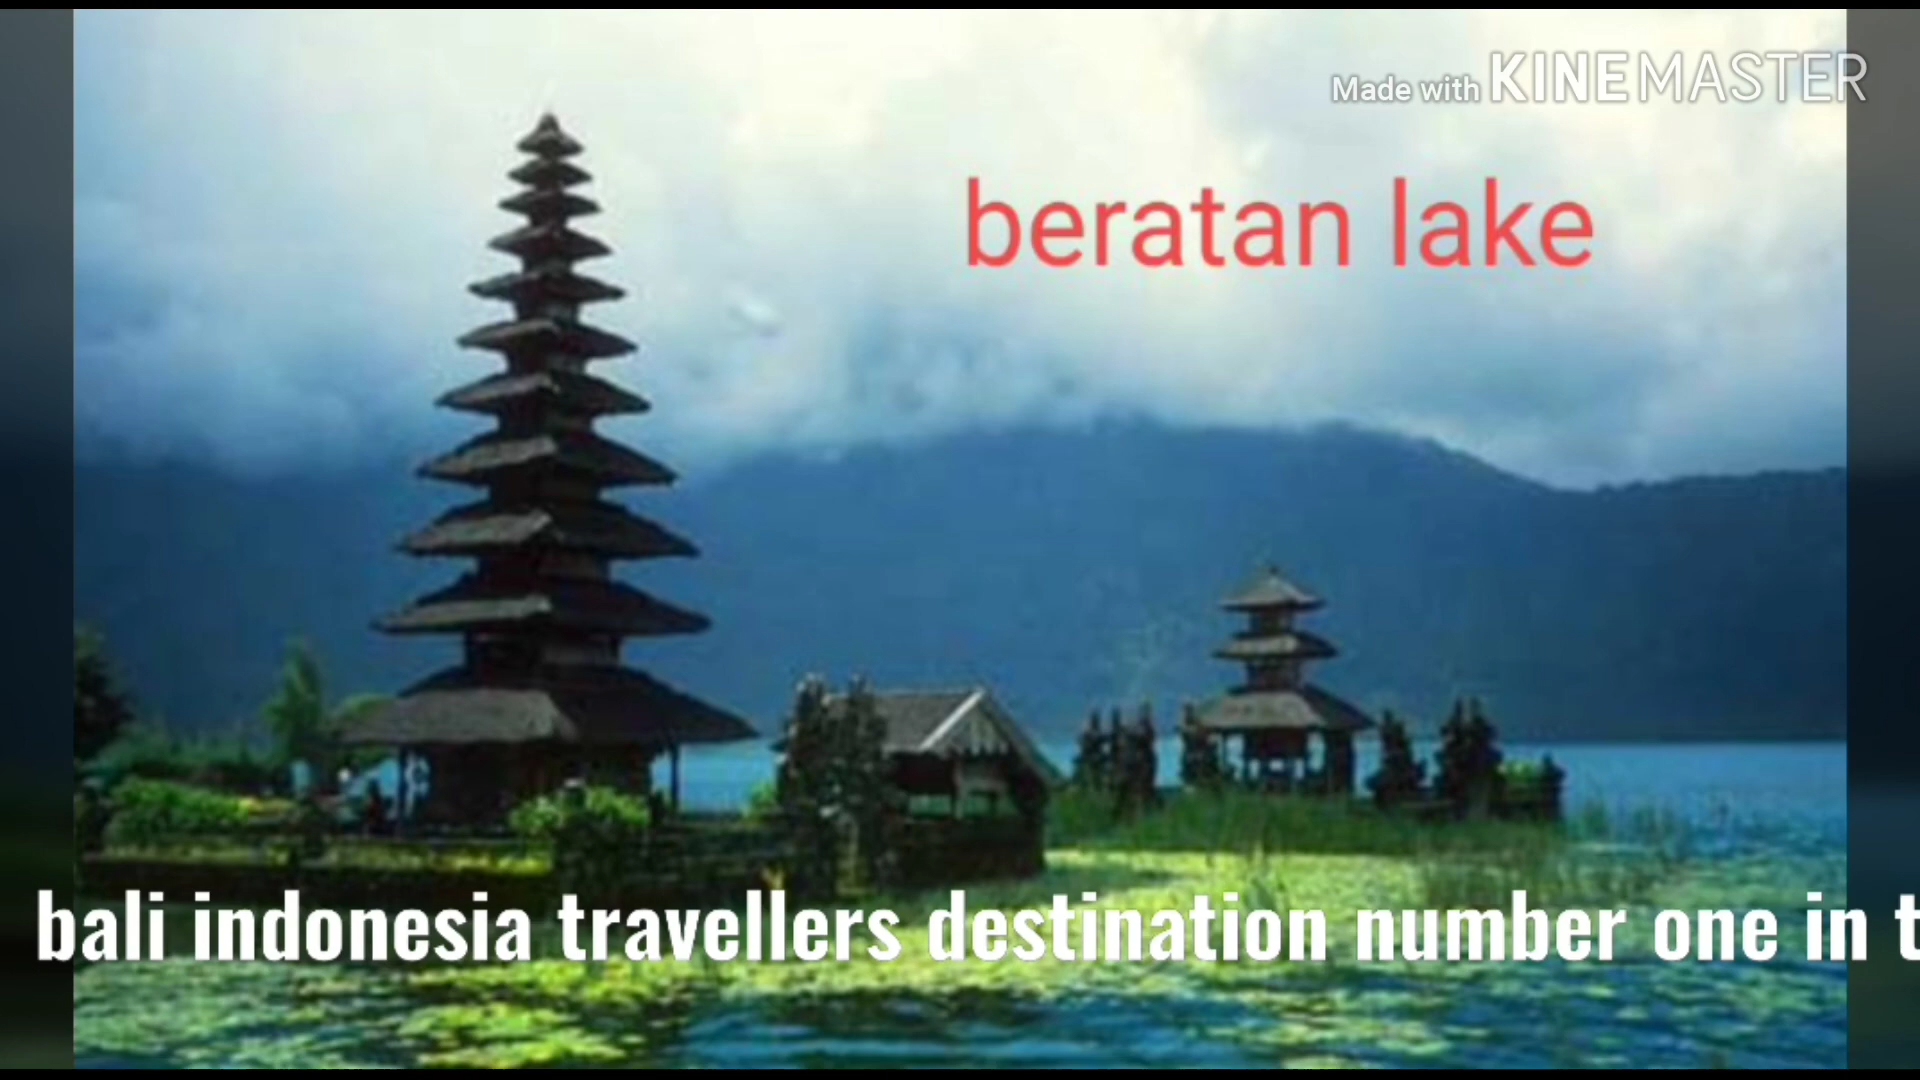 Made with KINEMASTER
beratan lake
bali indonesia travellers destination number one in